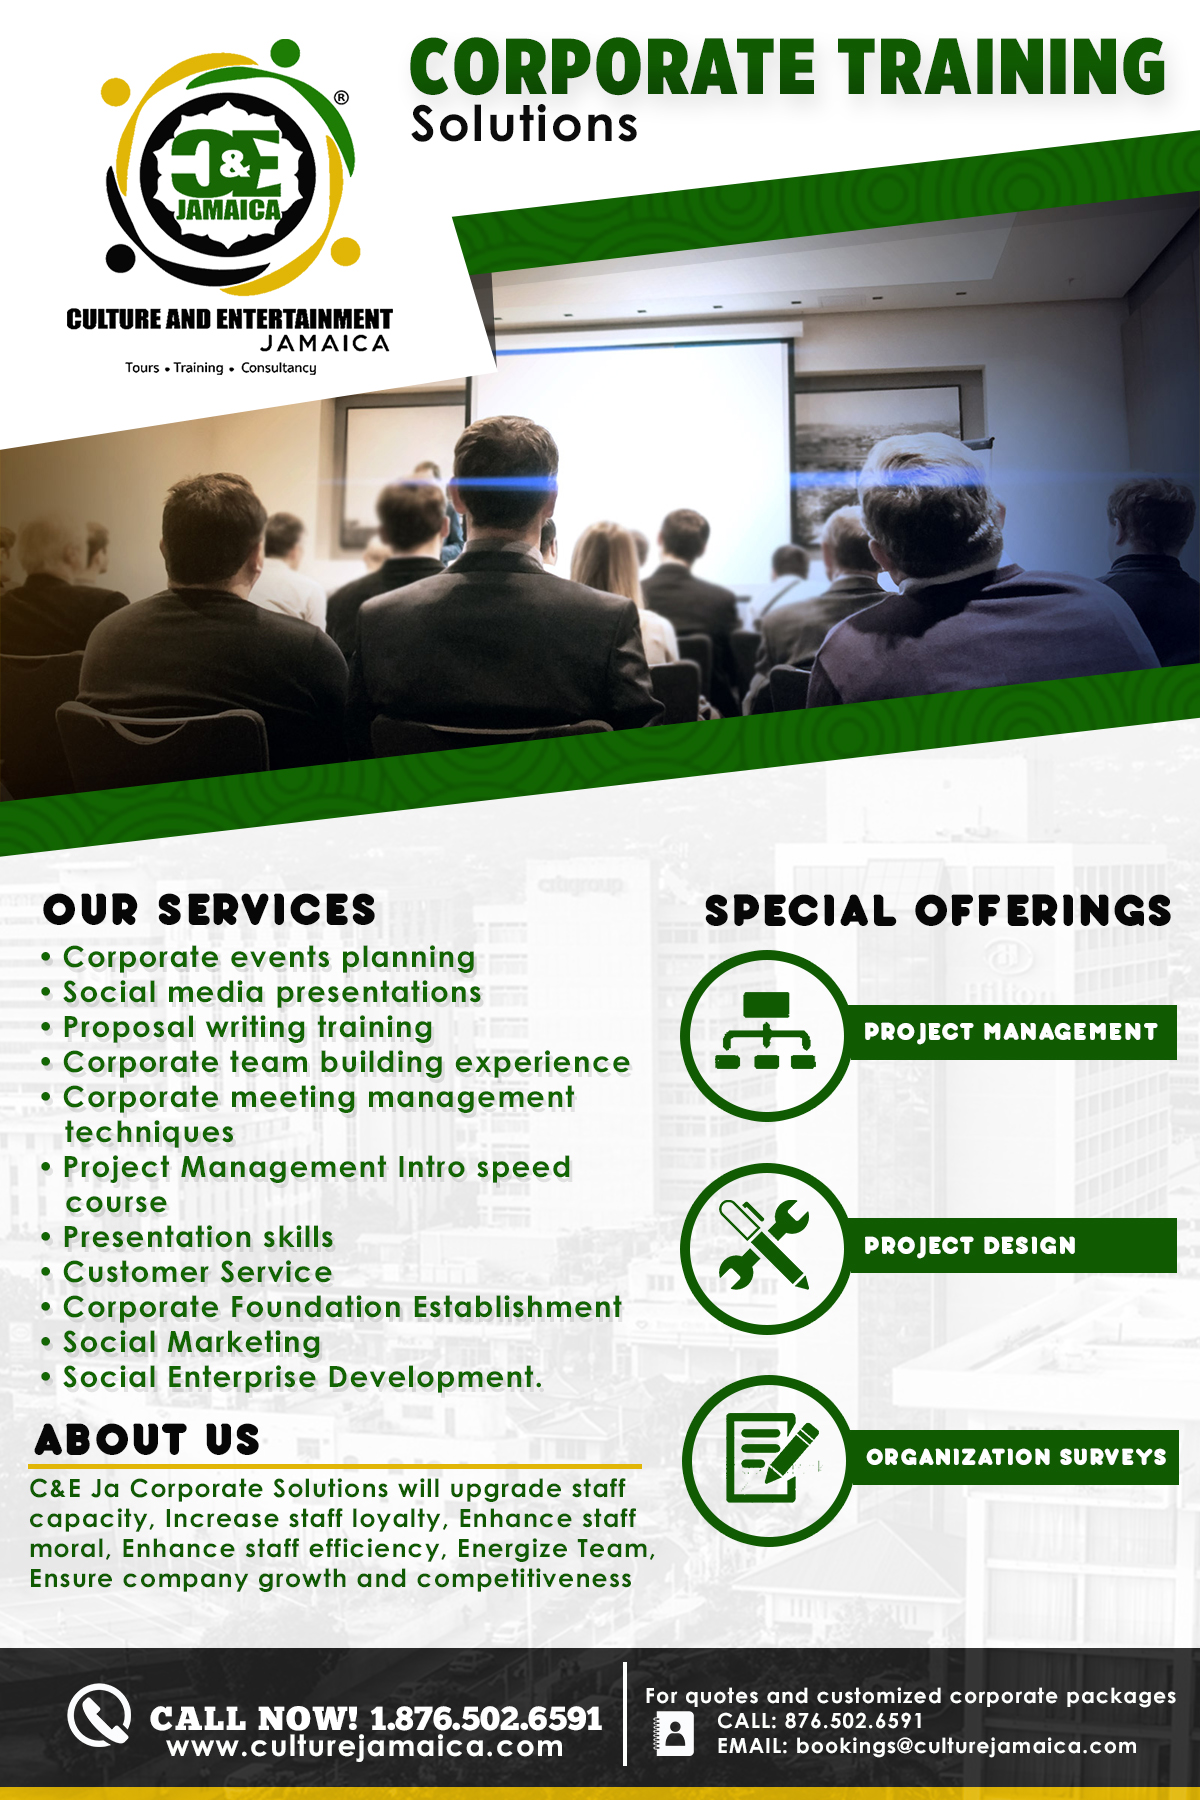 CORPORATE TRAINING
Solutions
®
C&E
JAMAICA
CULTURE AND ENTERTAINMENT
JAMAICA
Tours • Training • Consultancy
OUR SERVICES
• Corporate events planning
• Social media presentations
• Proposal writing training
• Corporate team building experience
• Corporate meeting management
techniques
• Project Management Intro speed
course
• Presentation skills
• Customer Service
• Corporate Foundation Establishment
• Social Marketing
• Social Enterprise Development.
ABOUT US
C&E Ja Corporate Solutions will upgrade staff
capacity, Increase staff loyalty, Enhance staff
moral, Enhance staff efficiency, Energize Team,
Ensure company growth and competitiveness
SPECIAL OFFERINGS
PROJECT MANAGEMENT
PROJECT DESIGN
ORGANIZATION SURVEYS
citigroup
Hilton
CALL NOW! 1.876.502.6591
www.culturejamaica.com
For quotes and customized corporate packages
CALL: 876.502.6591
EMAIL: bookings@culturejamaica.com